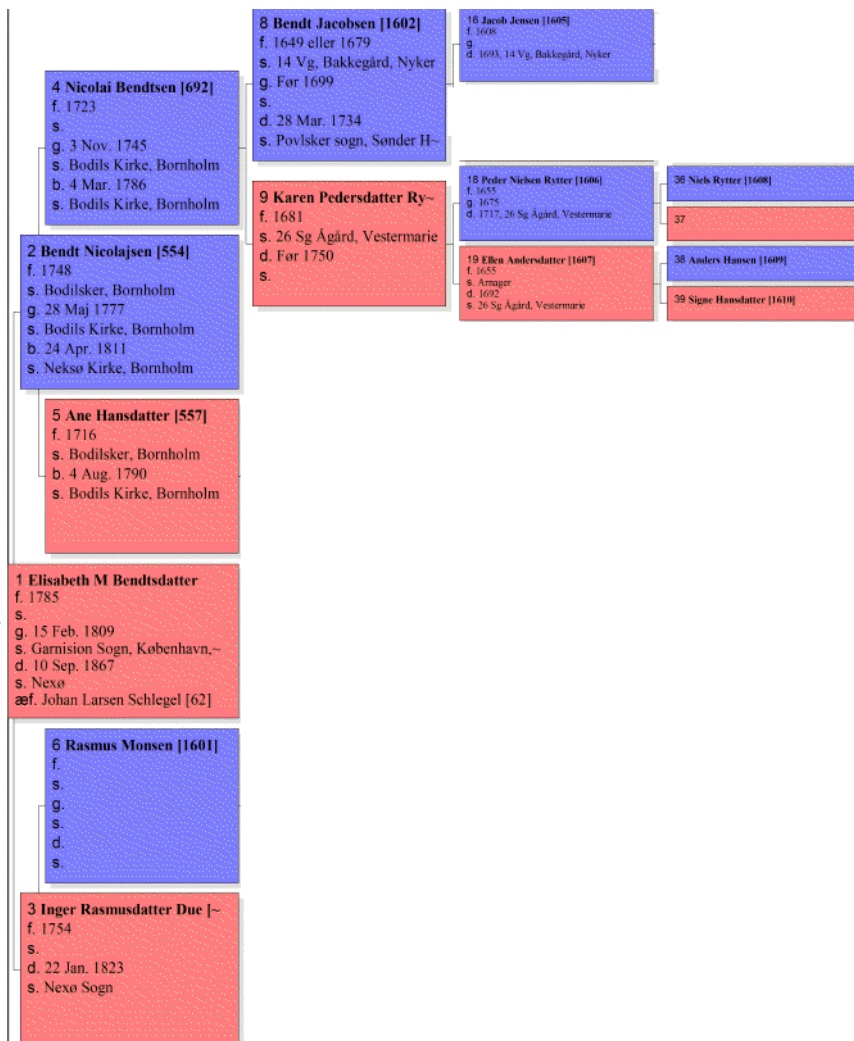 8 Bendt Jacobsen [1602]
f. 1649 eller 1679
s. 14 Vg, Bakkegård, Nyker
g. Før 1699
s.
d. 28 Mar. 1734
s. Povlsker sogn, Sønder H~
16 Jacob Jensen [1605]
f. 1608
g.
d. 1693, 14 Vg, Bakkegård, Nyker
4 Nicolai Bendtsen [692]
f. 1723
s.
g. 3 Nov. 1745
s. Bodils Kirke, Bornholm
b. 4 Mar. 1786
s. Bodils Kirke, Bornholm
9 Karen Pedersdatter Ry~
f. 1681
s. 26 Sg Ågård, Vestermarie
d. Før 1750
s.
18 Peder Nielsen Rytter [1606]
f. 1655
g. 1675
d. 1717, 26 Sg Ågård, Vestermarie
36 Niels Rytter [1608]
37
19 Ellen Andersdatter [1607]
f. 1655
s. Arnager
d. 1692
s. 26 Sg Ågård, Vestermarie
38 Anders Hansen [1609]
39 Signe Hansdatter [1610]
2 Bendt Nicolajsen [554]
f. 1748
s. Bodilsker, Bornholm
g. 28 Maj 1777
s. Bodils Kirke, Bornholm
b. 24 Apr. 1811
s. Neksø Kirke, Bornholm
5 Ane Hansdatter [557]
f. 1716
s. Bodilsker, Bornholm
b. 4 Aug. 1790
s. Bodils Kirke, Bornholm
1 Elisabeth M Bendtsdatter
f. 1785
s.
g. 15 Feb. 1809
s. Garnision Sogn, København,~
d. 10 Sep. 1867
s. Nexø
æf. Johan Larsen Schlegel [62]
6 Rasmus Monsen [1601]
f.
s.
g.
s.
d.
s.
3 Inger Rasmusdatter Due [~
f. 1754
s.
d. 22 Jan. 1823
s. Nexø Sogn